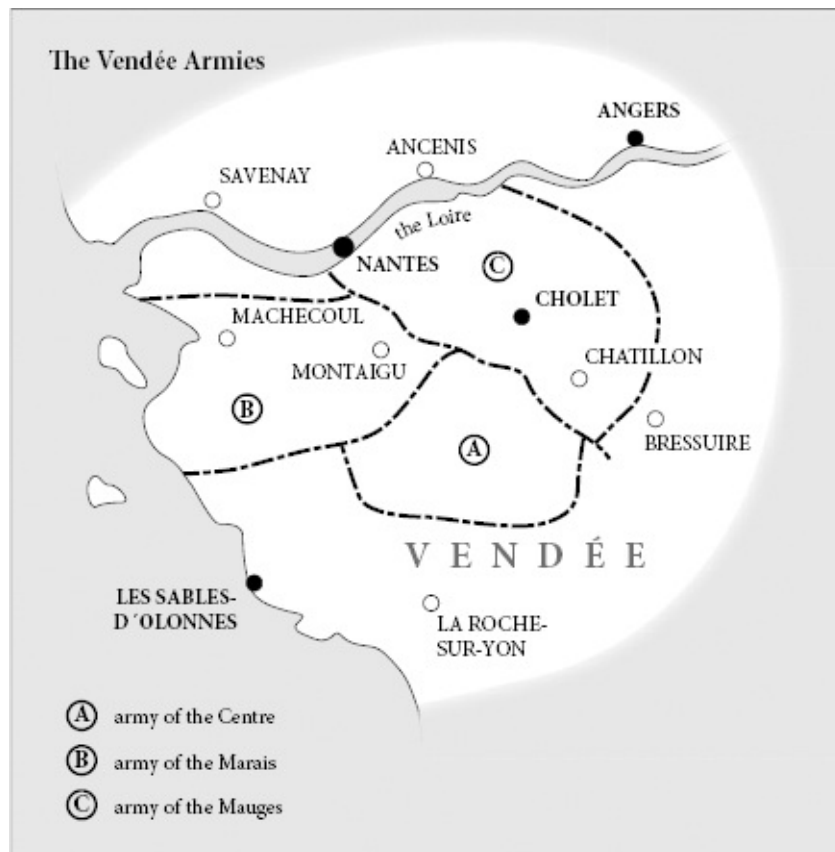 The Vendée Armies
ANGERS
ANCENIS
SAVENAY
the Loire
NANTES
C
CHOLET
MACHECOUL
MONTAIGU
CHATILLON
B
BRESSUIRE
A
VENDÉE
LES SABLES-
D´OLONNES
LA ROCHE-
SUR-YON
A army of the Centre
B army of the Marais
C army of the Mauges